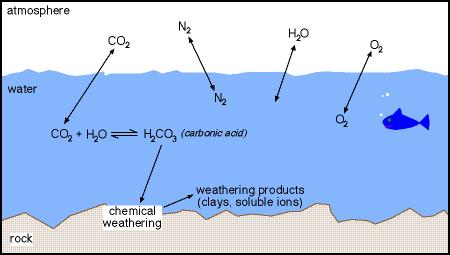 atmosphere
CO₂
N₂
H₂O
O₂
water
N₂
O₂
CO₂ + H₂O ⇌ H₂CO₃ (carbonic acid)
weathering products
(clays, soluble ions)
chemical
weathering
rock